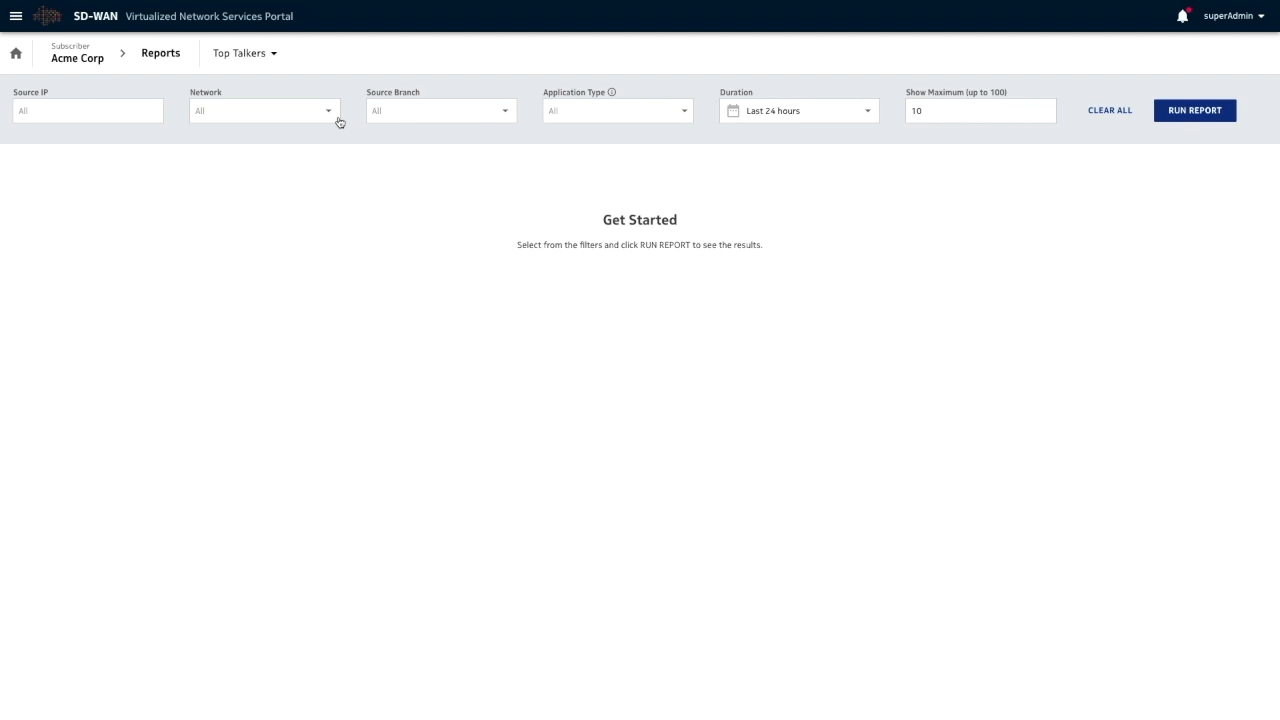 SD-WAN Virtualized Network Services Portal
superAdmin
Subscriber
Acme Corp
Reports
Top Talkers
Source IP
All
Network
All
Source Branch
All
Application Type
All
Duration
Last 24 hours
Show Maximum (up to 100)
10
CLEAR ALL
RUN REPORT
Get Started
Select from the filters and click RUN REPORT to see the results.